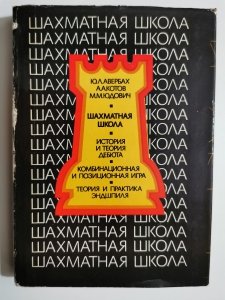 ШАХМАТНАЯ ШКОЛА
ШАХМАТНАЯ ШКОЛА
Ю.Л.АВЕРБАХ
А.А.КОТОВ
М.М.ЮДОВИЧ
ШАХМАТНАЯ
ШКОЛА
ИСТОРИЯ
И ТЕОРИЯ
ДЕБЮТА
КОМБИНАЦИОННАЯ
И ПОЗИЦИОННАЯ ИГРА
ТЕОРИЯ И ПРАКТИКА
ЭНДШПИЛЯ
ШАХМАТНАЯ ШКОЛА
ШАХМАТНАЯ ШКОЛА
ШАХМАТНАЯ ШКОЛА